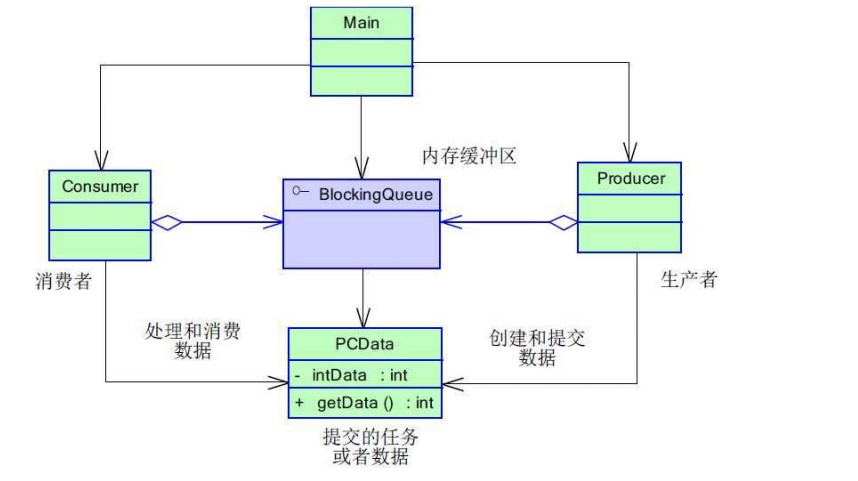 Main
内存缓冲区
Consumer
BlockingQueue
Producer
消费者
生产者
处理和消费
数据
创建和提交
数据
PCData
- intData : int
+ getData () : int
提交的任务
或者数据